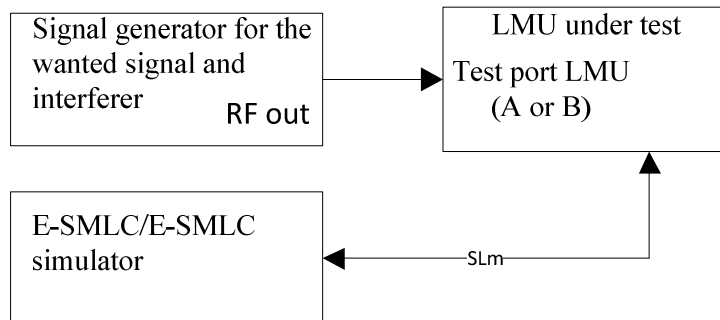 Signal generator for the
wanted signal and
interferer
RF out
LMU under test
Test port LMU
(A or B)
E-SMLC/E-SMLC
simulator
SLm